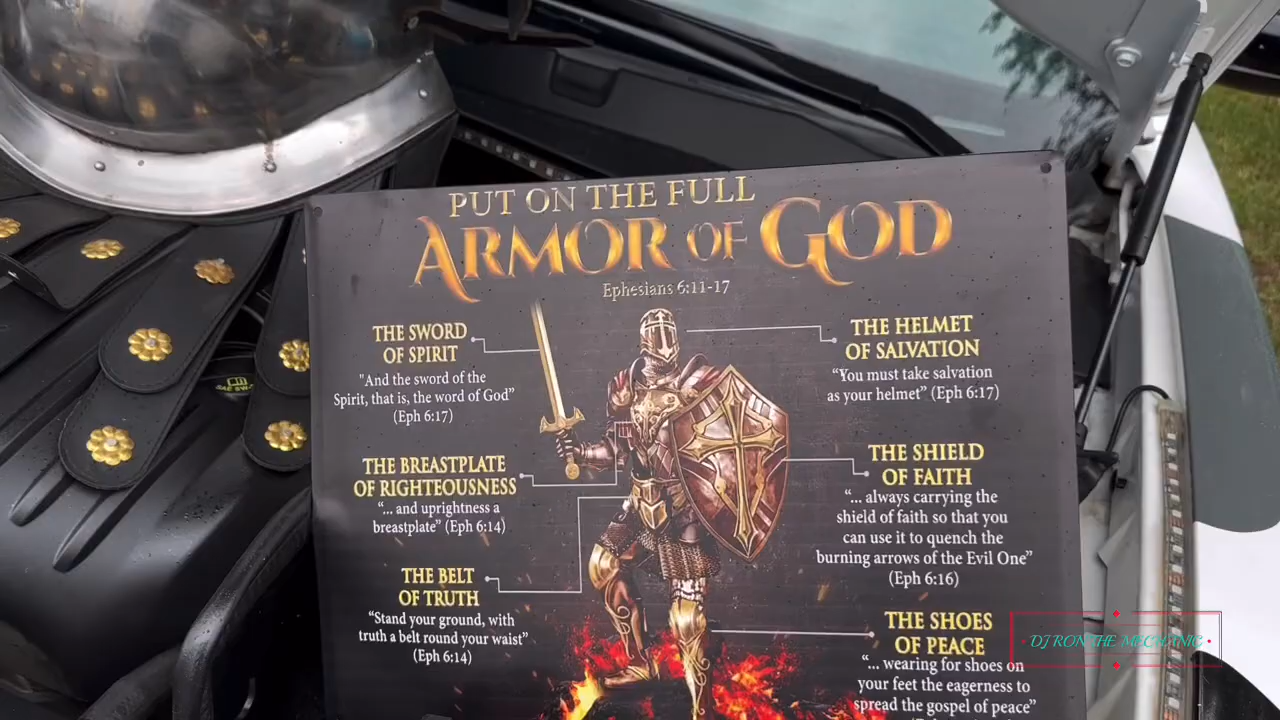 PUT ON THE FULL
ARMOR OF GOD
Ephesians 6:11-17
THE SWORD
OF SPIRIT
"And the sword of the
Spirit, that is, the word of God”
(Eph 6:17)
THE BREASTPLATE
OF RIGHTEOUSNESS
“... and uprightness a
breastplate” (Eph 6:14)
THE BELT
OF TRUTH
“Stand your ground, with
truth a belt round your waist”
(Eph 6:14)
THE HELMET
OF SALVATION
“You must take salvation
as your helmet” (Eph 6:17)
THE SHIELD
OF FAITH
“... always carrying the
shield of faith so that you
can use it to quench the
burning arrows of the Evil One”
(Eph 6:16)
THE SHOES
OF PEACE
“... wearing for shoes on
your feet the eagerness to
spread the gospel of peace”
DJ RON THE MECHANIC